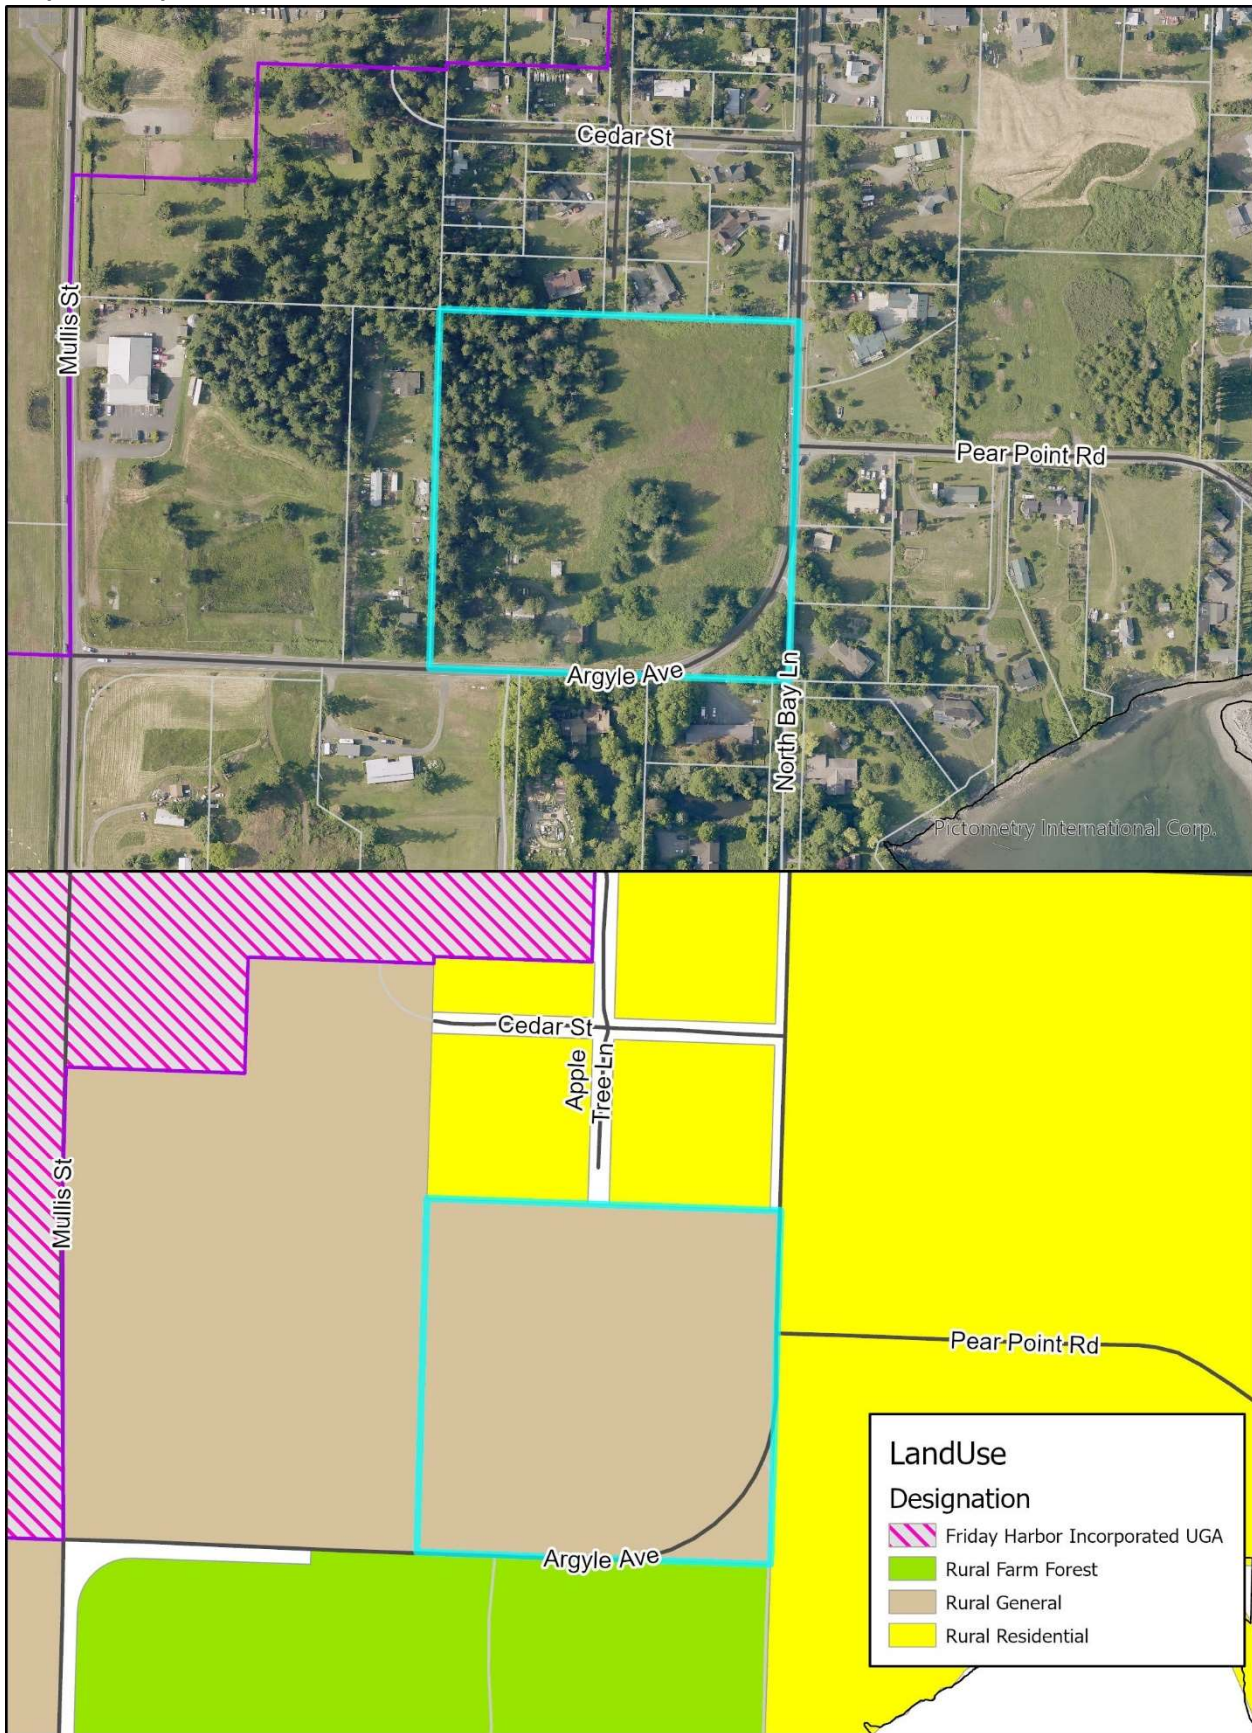 Cedar St
Mullis St
Pear Point Rd
Argyle Ave
North Bay Ln
Pictometry International Corp.
Cedar St
Apple
Tree Ln
Mullis St
Pear Point Rd
Argyle Ave
LandUse
Designation
Friday Harbor Incorporated UGA
Rural Farm Forest
Rural General
Rural Residential